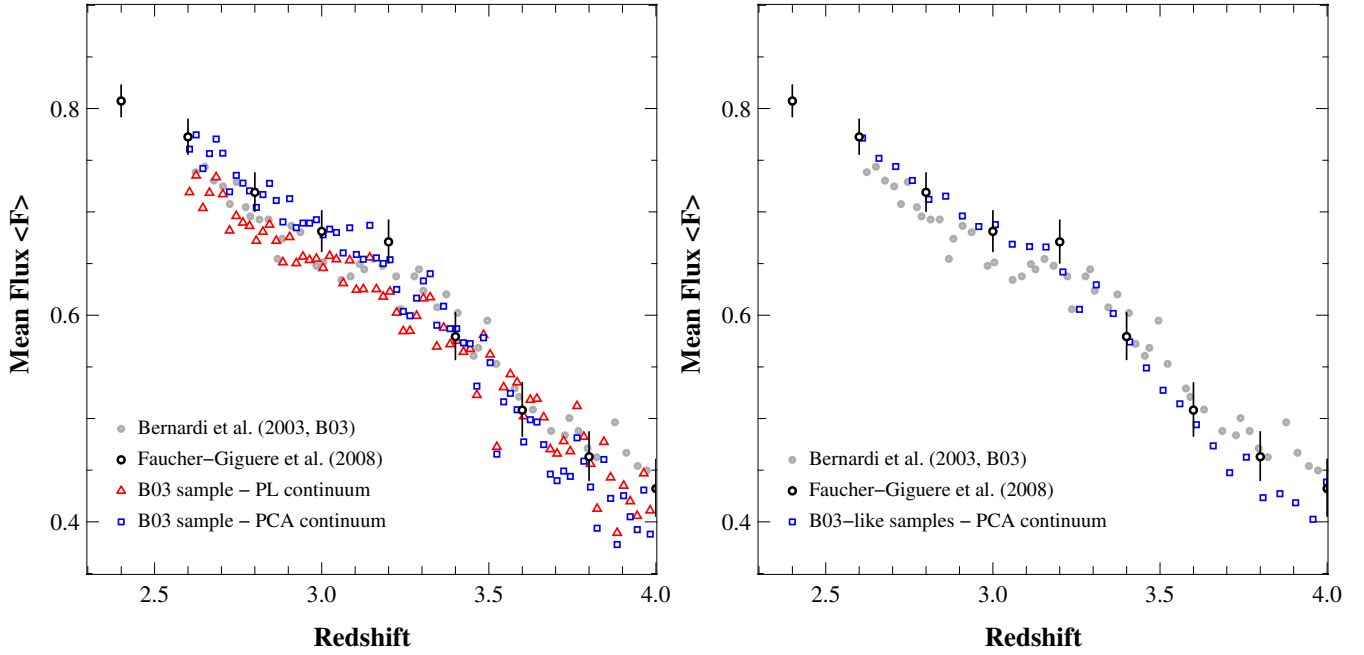 Mean Flux <F>
0.8
0.6
0.4
Bernardi et al. (2003, B03)
Faucher−Giguere et al. (2008)
B03 sample − PL continuum
B03 sample − PCA continuum
2.5 3.0 3.5 4.0
Redshift
Mean Flux <F>
0.8
0.6
0.4
Bernardi et al. (2003, B03)
Faucher−Giguere et al. (2008)
B03−like samples − PCA continuum
2.5 3.0 3.5 4.0
Redshift